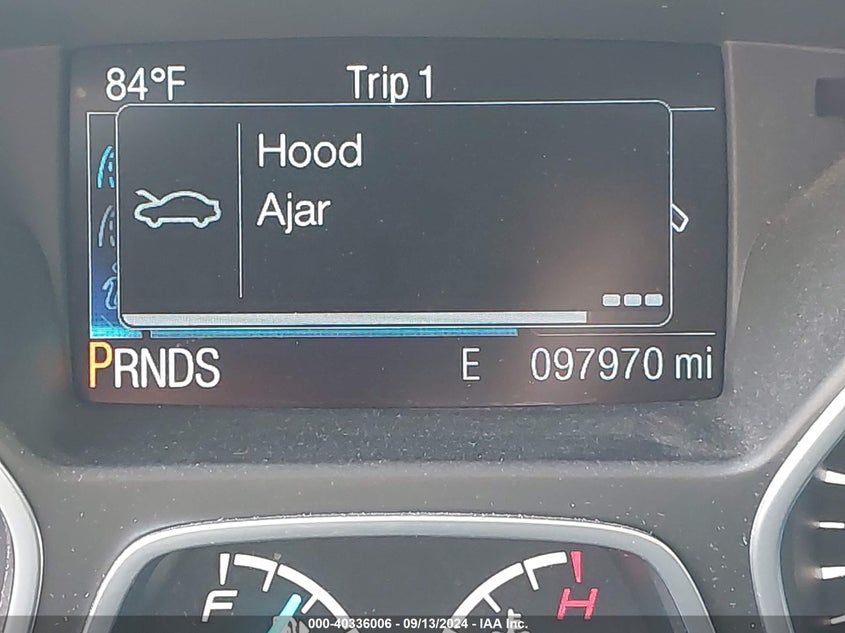 84°F Trip 1
Hood
Ajar
PRNDS E 097970 mi
F H
000-40336006 - 09/13/2024 - IAA Inc.